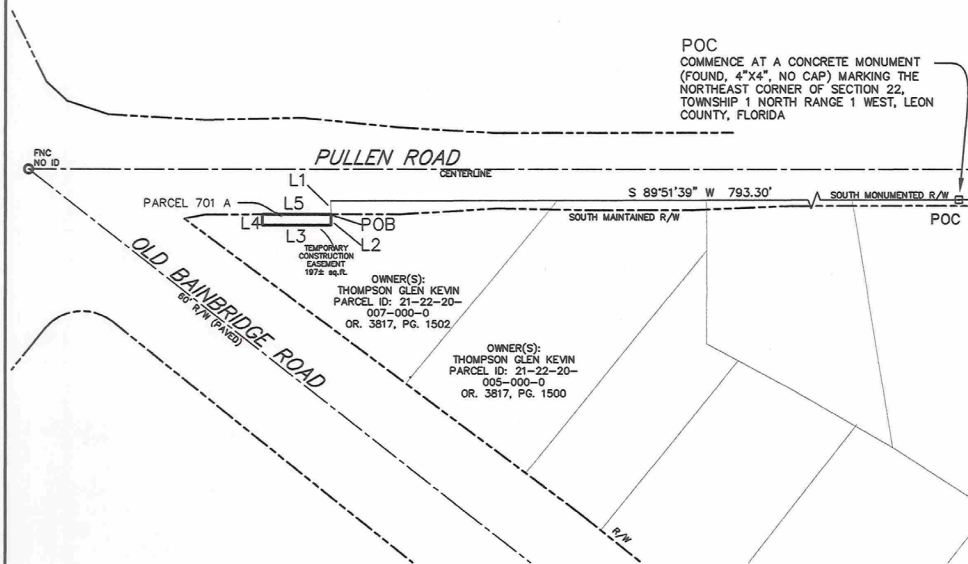 POC
COMMENCE AT A CONCRETE MONUMENT
(FOUND, 4"X4", NO CAP) MARKING THE
NORTHEAST CORNER OF SECTION 22,
TOWNSHIP 1 NORTH RANGE 1 WEST, LEON
COUNTY, FLORIDA
FNC
NO ID
PULLEN ROAD
CENTERLINE
L1
S 89°51'39" W 793.30'
SOUTH MONUMENTED R/W
PARCEL 701 A
L5
SOUTH MAINTAINED R/W
POC
L4
POB
L3
L2
TEMPORARY
CONSTRUCTION
EASEMENT
197± sq.ft.
OLD BAINBRIDGE ROAD
60' R/W (PAVED)
OWNER(S):
THOMPSON GLEN KEVIN
PARCEL ID: 21-22-20-
007-000-0
OR. 3817, PG. 1502
OWNER(S):
THOMPSON GLEN KEVIN
PARCEL ID: 21-22-20-
005-000-0
OR. 3817, PG. 1500
R/W